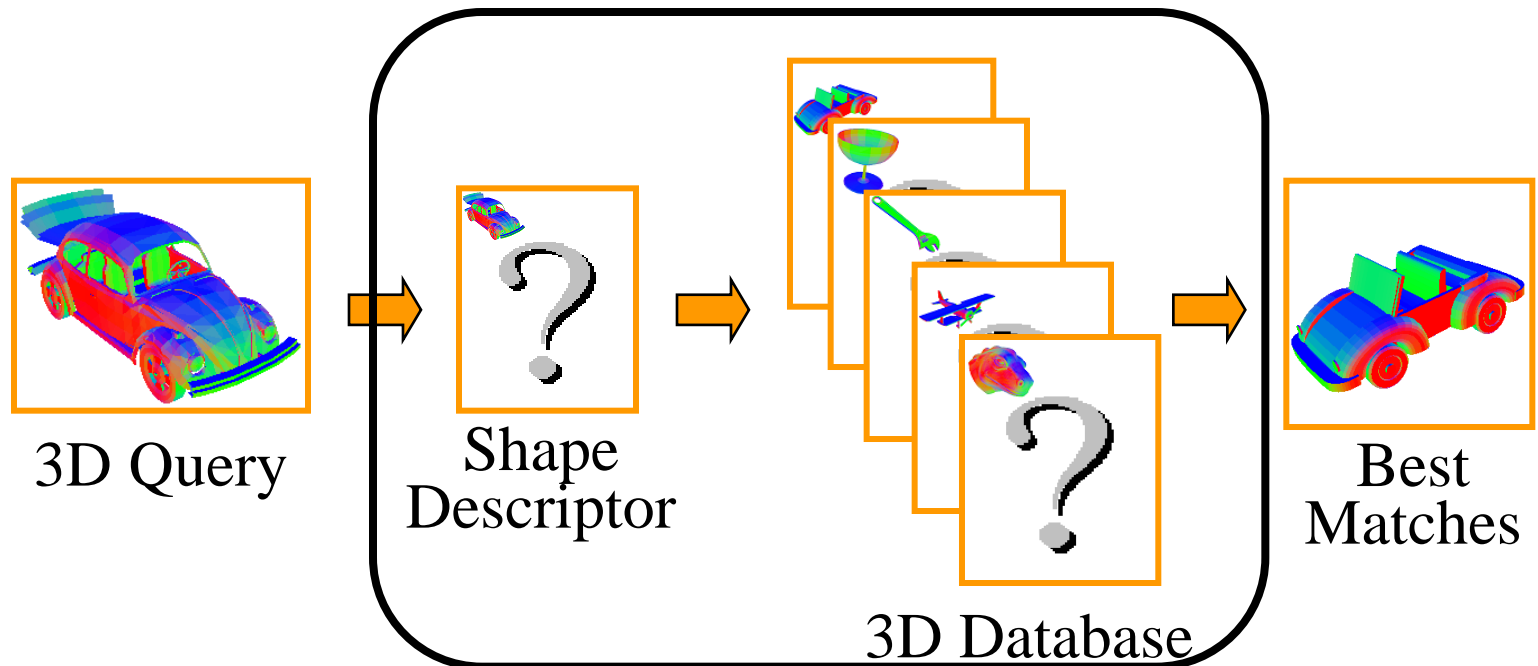 3D Query
Shape
Descriptor
3D Database
Best
Matches